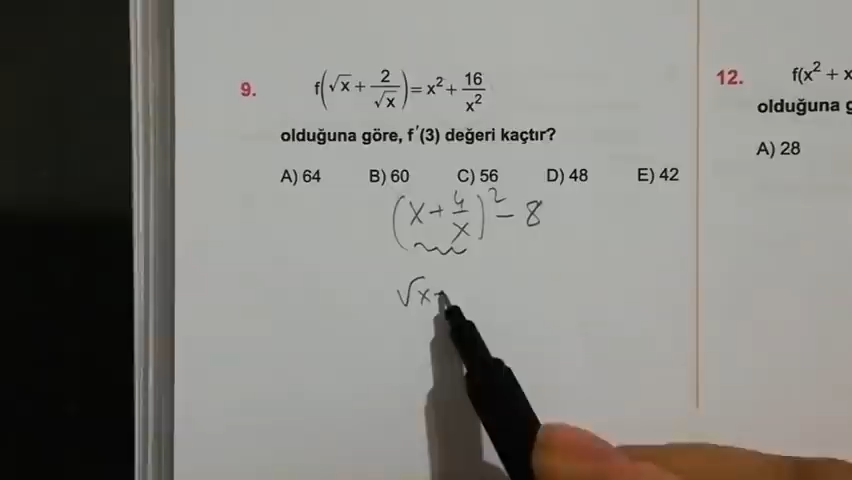 9. f(√x + 2/√x) = x² + 16/x²
olduğuna göre, f′(3) değeri kaçtır?
A) 64 B) 60 C) 56 D) 48 E) 42
(x + 4/x)² − 8
√x
12. f(x² + x
olduğuna g
A) 28